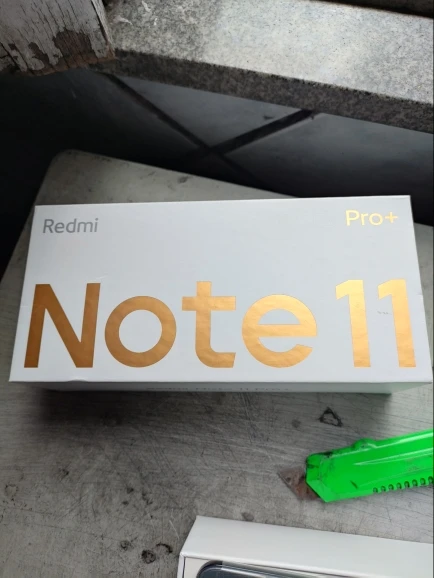 Redmi Pro+
Note 11